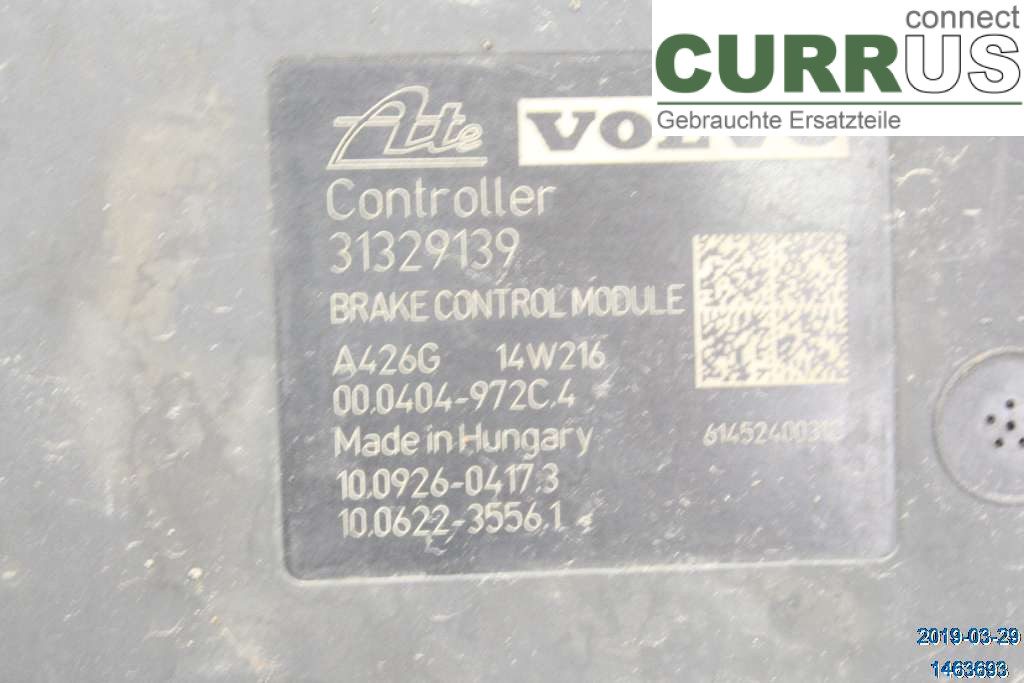 connect
CURRUS
Gebrauchte Ersatzteile
Ate VOLVO
Controller
31329139
BRAKE CONTROL MODULE
A426G 14W216
00.0404-972C.4
Made in Hungary
10.0926-0417.3
10.0622-3556.1
2019-03-29
1463693